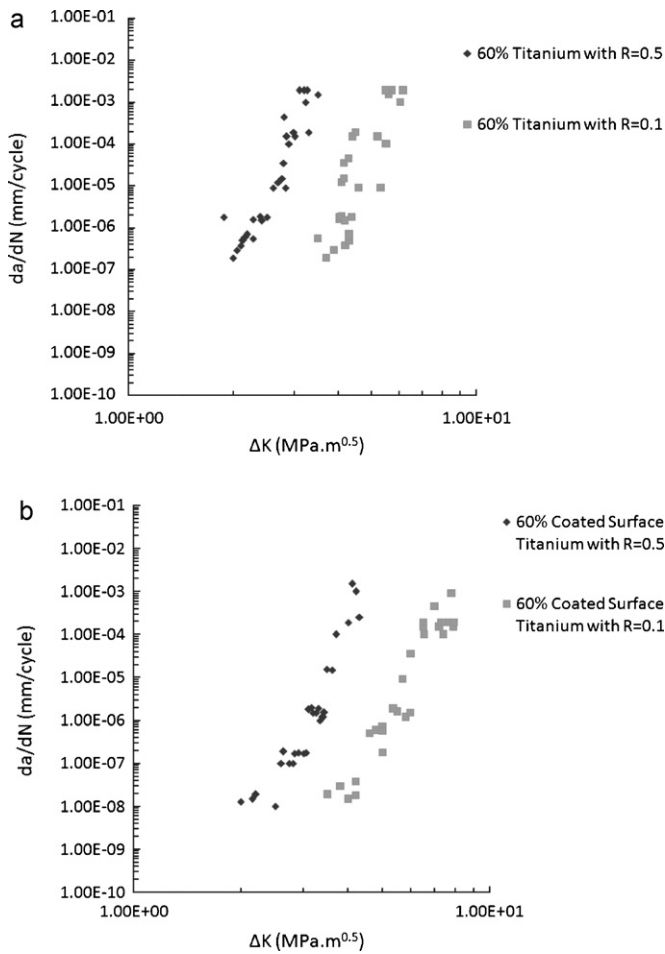 a
1.00E-01
1.00E-02
1.00E-03
1.00E-04
1.00E-05
1.00E-06
1.00E-07
1.00E-08
1.00E-09
1.00E-10
da/dN (mm/cycle)
1.00E+00
1.00E+01
ΔK (MPa.m^0.5)
60% Titanium with R=0.5
60% Titanium with R=0.1
b
1.00E-01
1.00E-02
1.00E-03
1.00E-04
1.00E-05
1.00E-06
1.00E-07
1.00E-08
1.00E-09
1.00E-10
da/dN (mm/cycle)
1.00E+00
1.00E+01
ΔK (MPa.m^0.5)
60% Coated Surface
Titanium with R=0.5
60% Coated Surface
Titanium with R=0.1